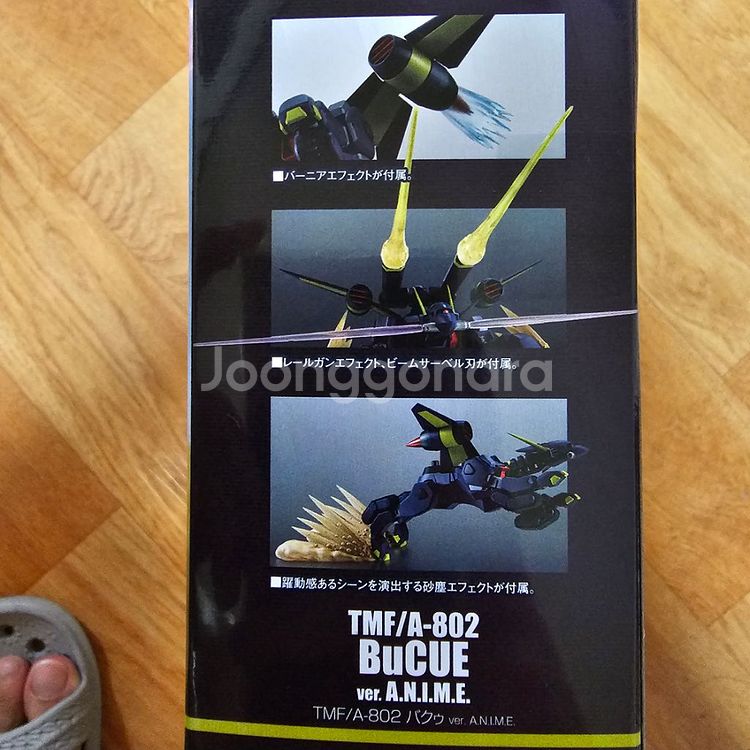 ■バーニアエフェクトが付属。
■レールガンエフェクト、ビームサーベル刃が付属。
Joonggonara
■躍動感あるシーンを演出する砂塵エフェクトが付属。
TMF/A-802
BuCUE
ver. A.N.I.M.E.
TMF/A-802 バクゥ ver. A.N.I.M.E.